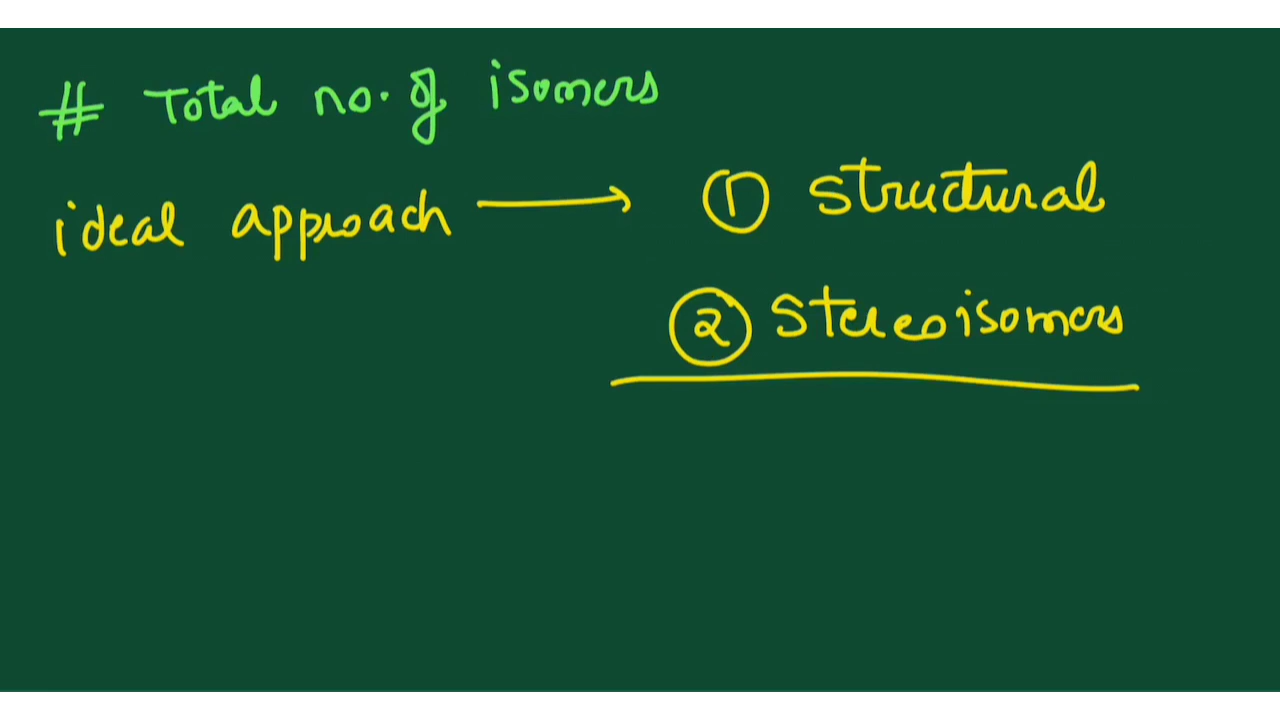 # Total no. of isomers
ideal approach → ① Structural
② Stereoisomers